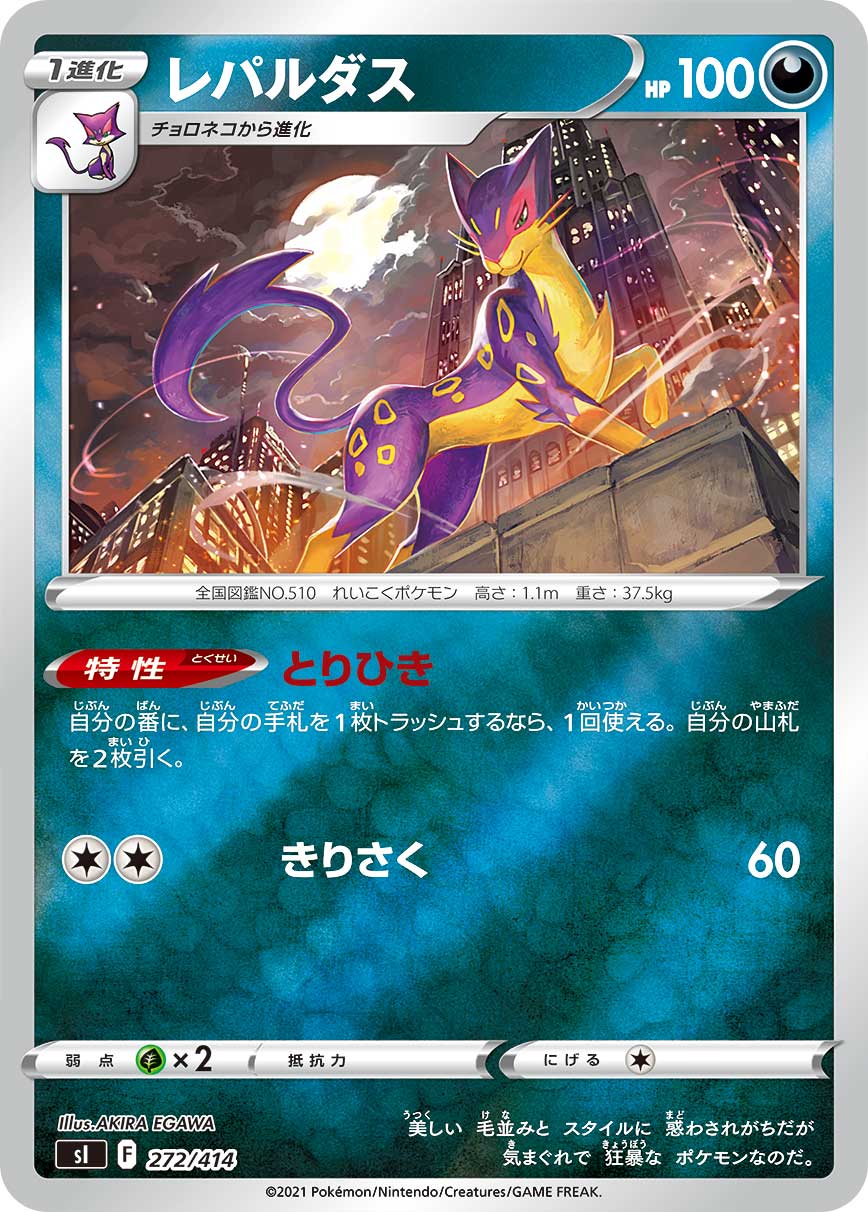 1進化
レパルダス
HP 100
チョロネコから進化
全国図鑑NO.510 れいこくポケモン 高さ:1.1m 重さ:37.5kg
特性 とくせい とりひき
自分の番に、自分の手札を1枚トラッシュするなら、1回使える。自分の山札
を2枚引く。
きりさく 60
弱点 ×2 抵抗力 にげる
Illus.AKIRA EGAWA
美しい 毛並みと スタイルに 惑わされがちだが
気まぐれで 狂暴な ポケモンなのだ。
sI F 272/414
©2021 Pokémon/Nintendo/Creatures/GAME FREAK.